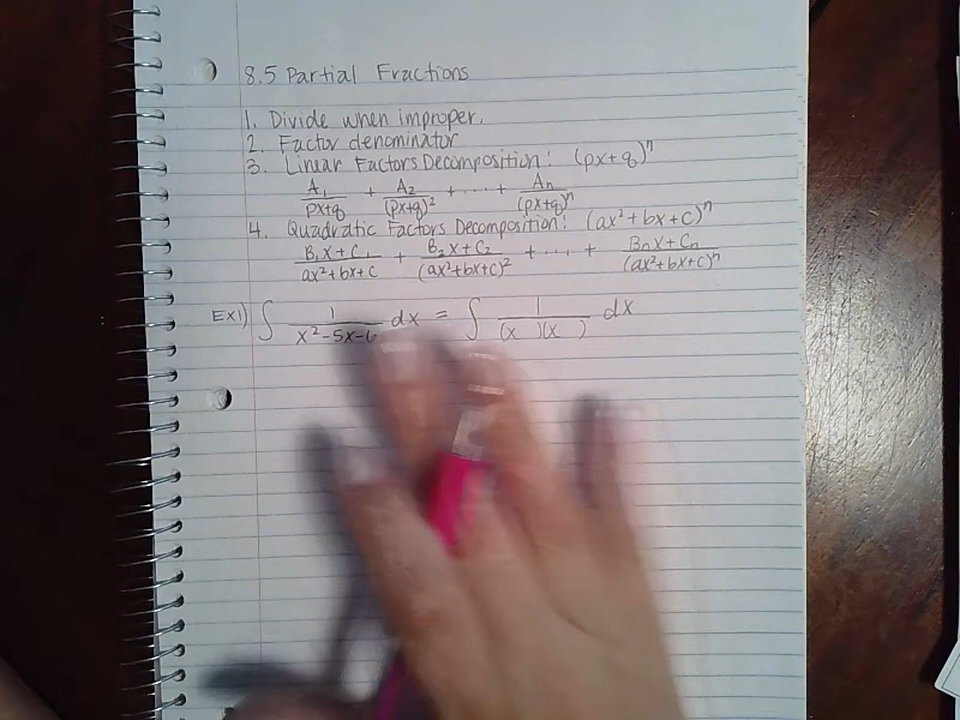 8.5 Partial Fractions
1. Divide when improper.
2. Factor denominator
3. Linear Factors Decomposition: (px+q)^n
A₁/(px+q) + A₂/(px+q)² + ···· + Aₙ/(px+q)ⁿ
4. Quadratic Factors Decomposition: (ax²+bx+c)^n
(B₁x+C₁)/(ax²+bx+c) + (B₂x+C₂)/(ax²+bx+c)² + ···· + (Bₙx+Cₙ)/(ax²+bx+c)ⁿ
EX1) ∫ 1/(x²-5x-6) dx = ∫ 1/((x )(x )) dx